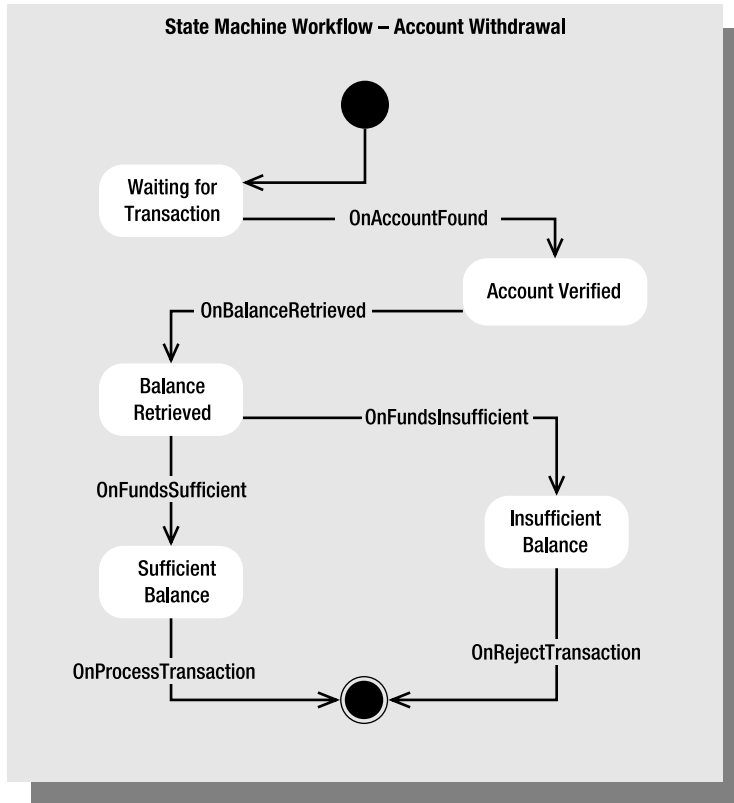 State Machine Workflow – Account Withdrawal
Waiting for
Transaction
OnAccountFound
Account Verified
OnBalanceRetrieved
Balance
Retrieved
OnFundsInsufficient
OnFundsSufficient
Insufficient
Balance
Sufficient
Balance
OnRejectTransaction
OnProcessTransaction